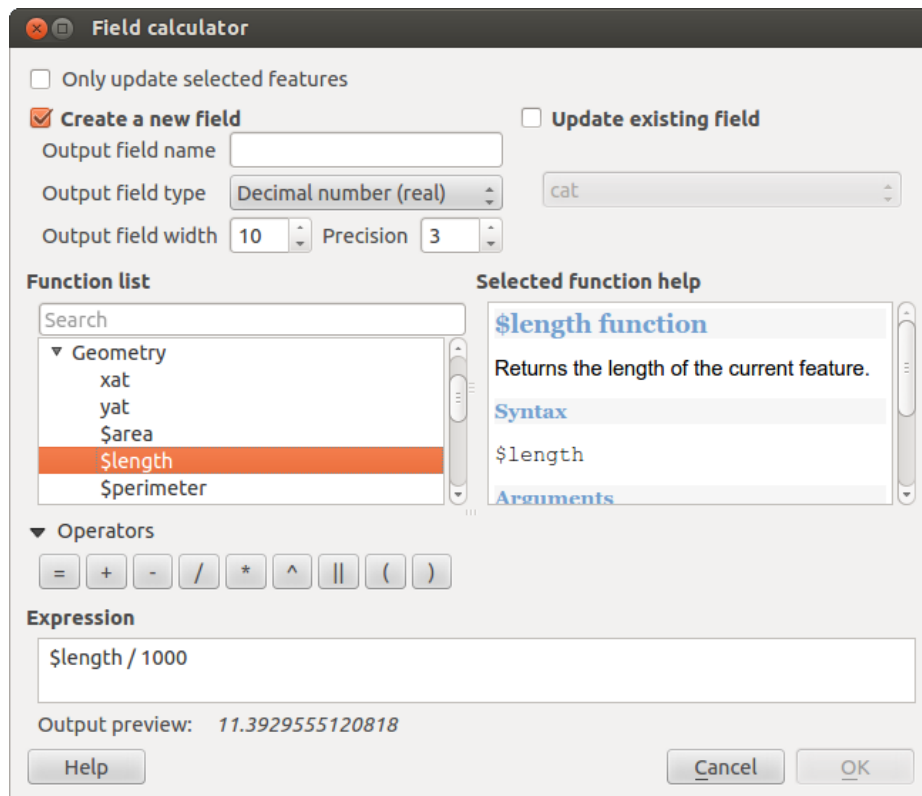 Field calculator
Only update selected features
Create a new field
Update existing field
Output field name
Output field type Decimal number (real)
cat
Output field width 10 Precision 3
Function list
Selected function help
Search
Geometry
xat
yat
$area
$length
$perimeter
$length function
Returns the length of the current feature.
Syntax
$length
Arguments
Operators
= + - / * ^ || ( )
Expression
$length / 1000
Output preview: 11.3929555120818
Help Cancel OK